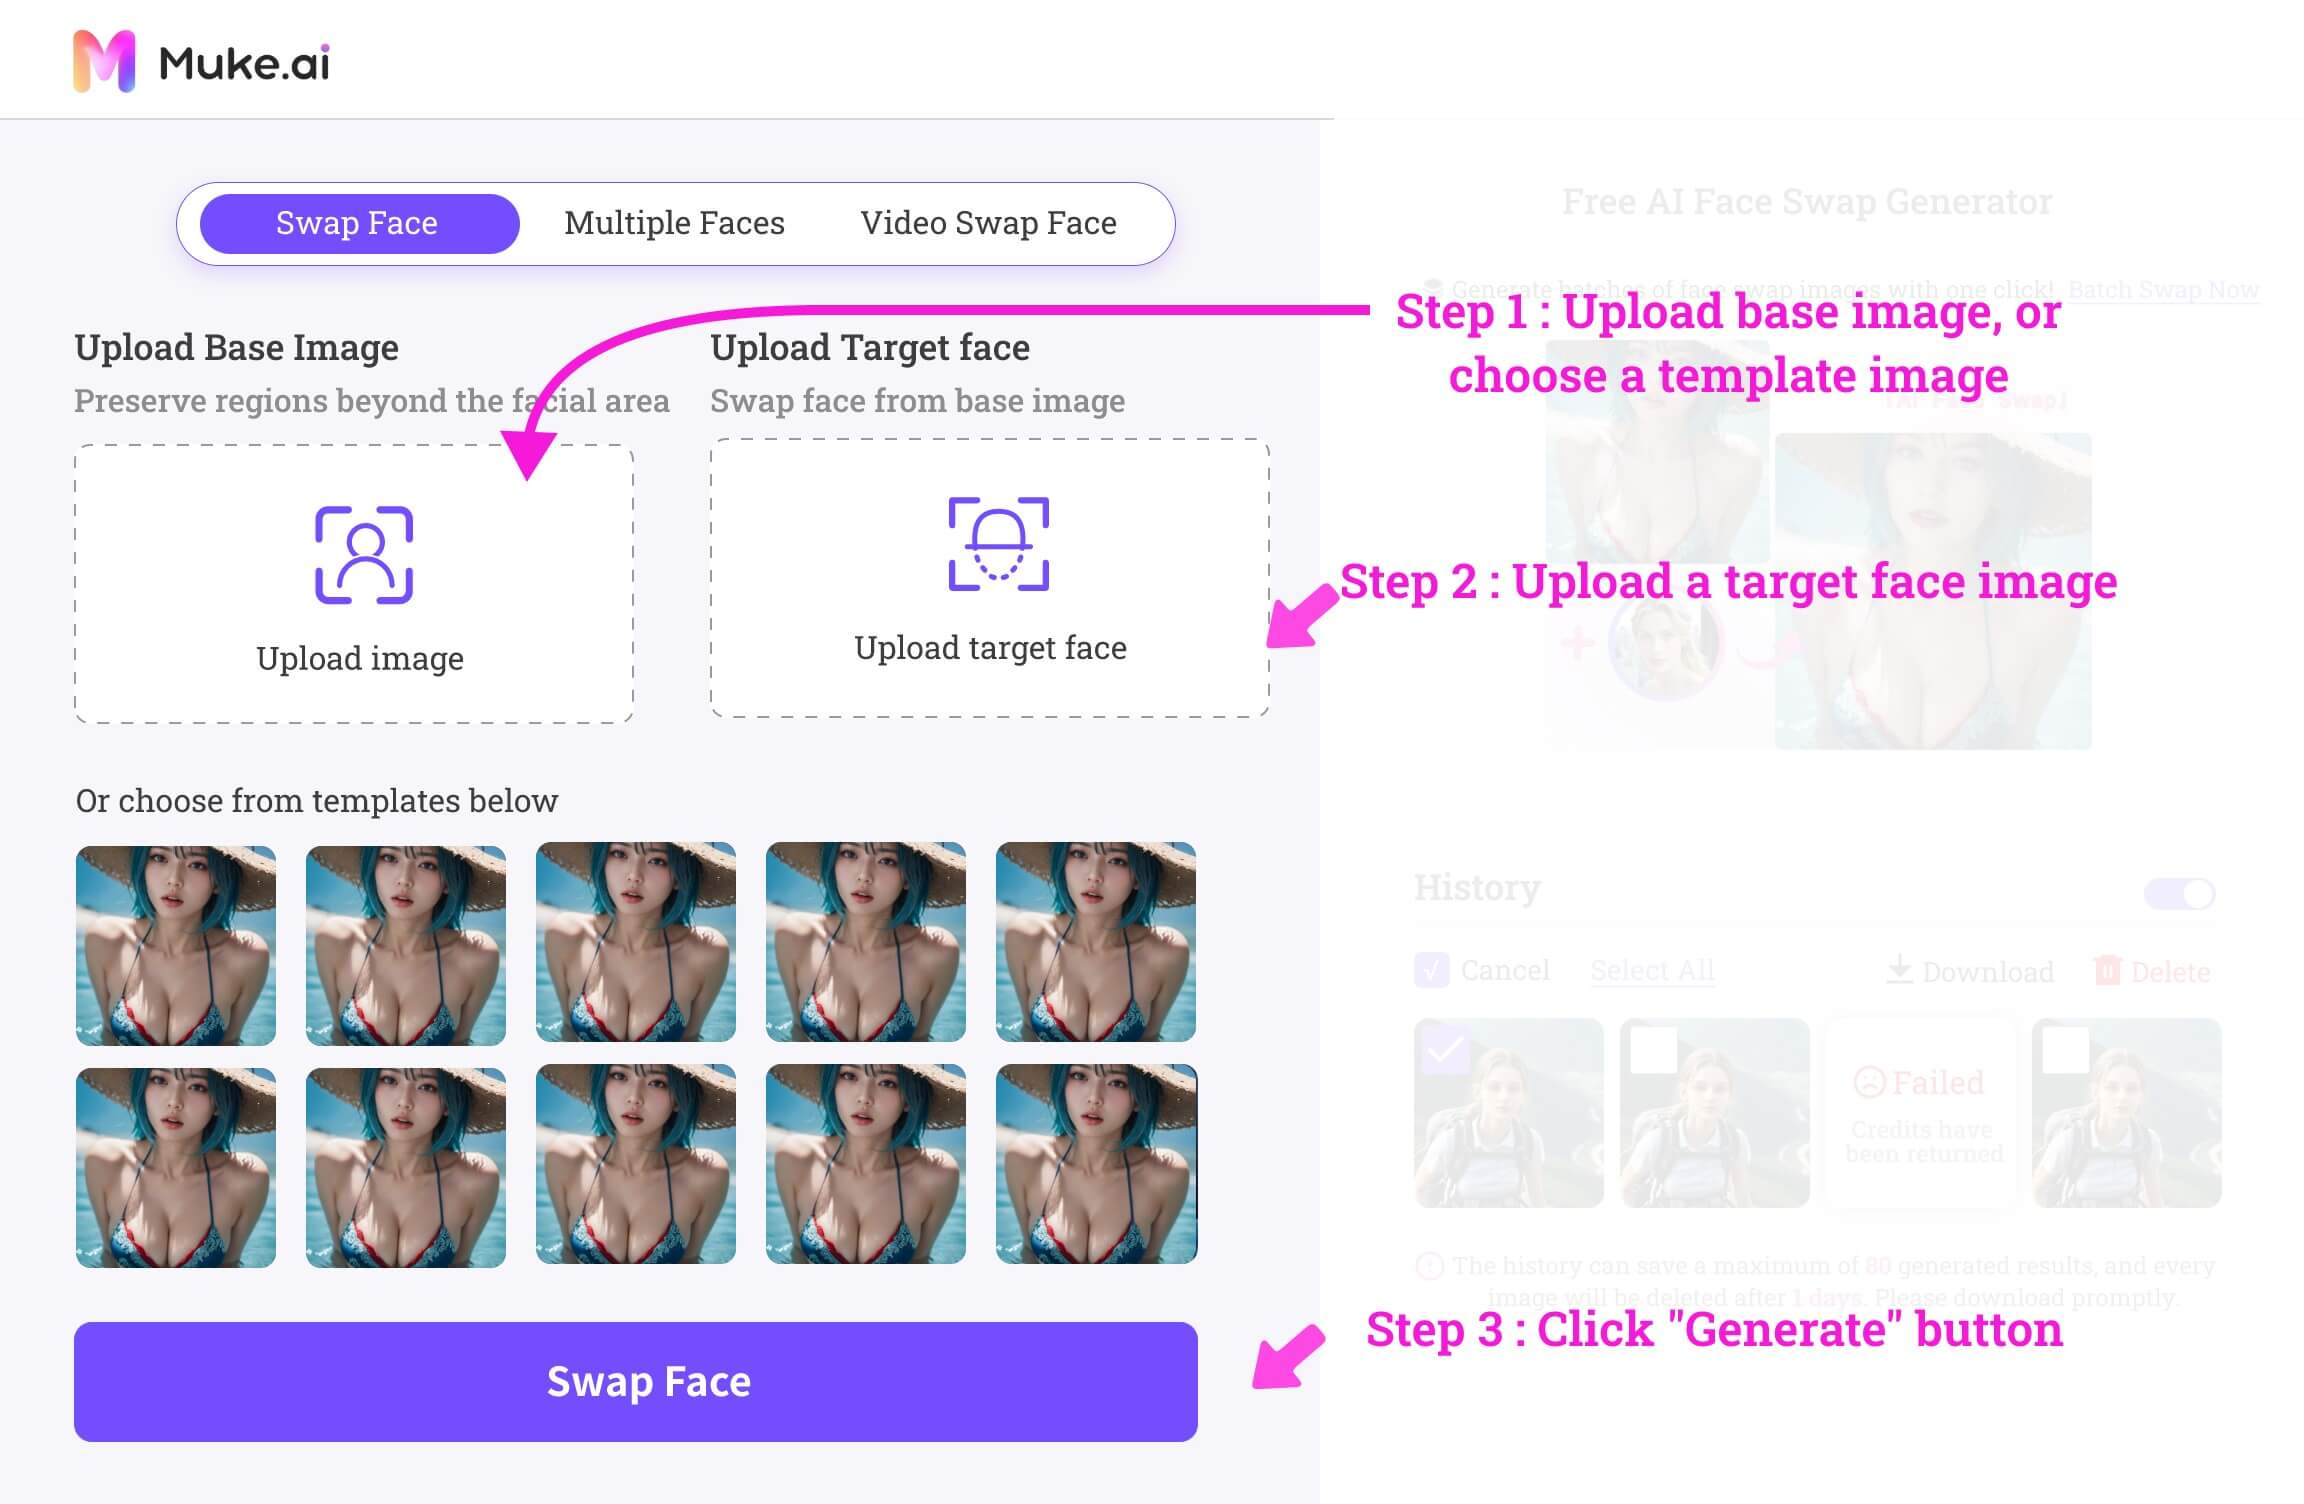 Muke.ai
Swap Face
Multiple Faces
Video Swap Face
Upload Base Image
Preserve regions beyond the facial area
Upload image
Upload Target face
Swap face from base image
Upload target face
Or choose from templates below
Swap Face
Free AI Face Swap Generator
Generate batches of face swap images with one click! Batch Swap Now
Step 1 : Upload base image, or
choose a template image
[AI Face Swap]
Step 2 : Upload a target face image
History
Cancel
Select All
Download
Delete
Failed
Credits have
been returned
The history can save a maximum of 80 generated results, and every
image will be deleted after 1 days. Please download promptly.
Step 3 : Click "Generate" button